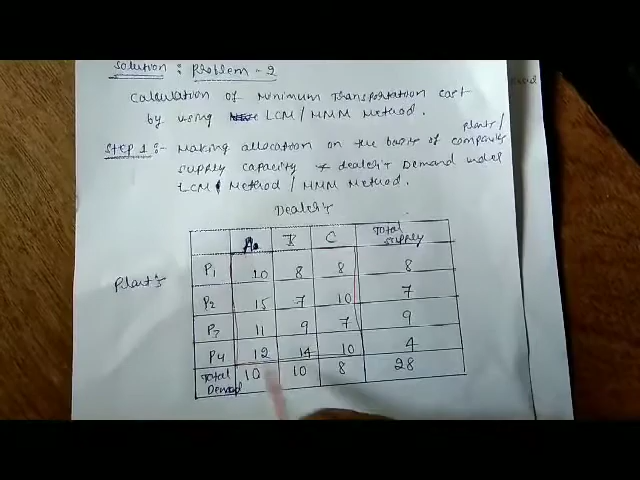 Solution : Problem - 2
Calculation of Minimum Transportation cost
by using LCM / MMM Method.
Plants /
Step 1 :- Making allocation on the basis of company's
supply capacity & dealer's Demand under
LCM Method / MMM Method.
Dealer's
A B C Total Supply
Plant's
P1 20 8 8 8
P2 15 7 10 7
P3 11 9 7 9
P4 12 14 10 4
Total Demand 10 10 8 28